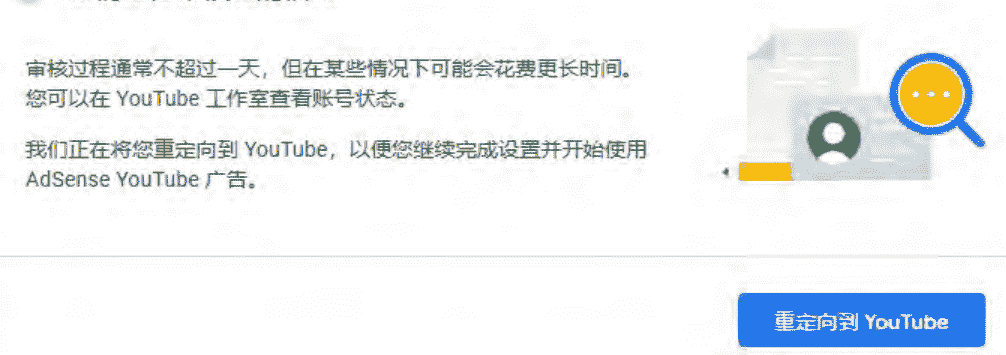 审核过程通常不超过一天，但在某些情况下可能会花费更长时间。
您可以在 YouTube 工作室查看账号状态。
我们正在将您重定向到 YouTube，以便您继续完成设置并开始使用
AdSense YouTube 广告。
重定向到 YouTube